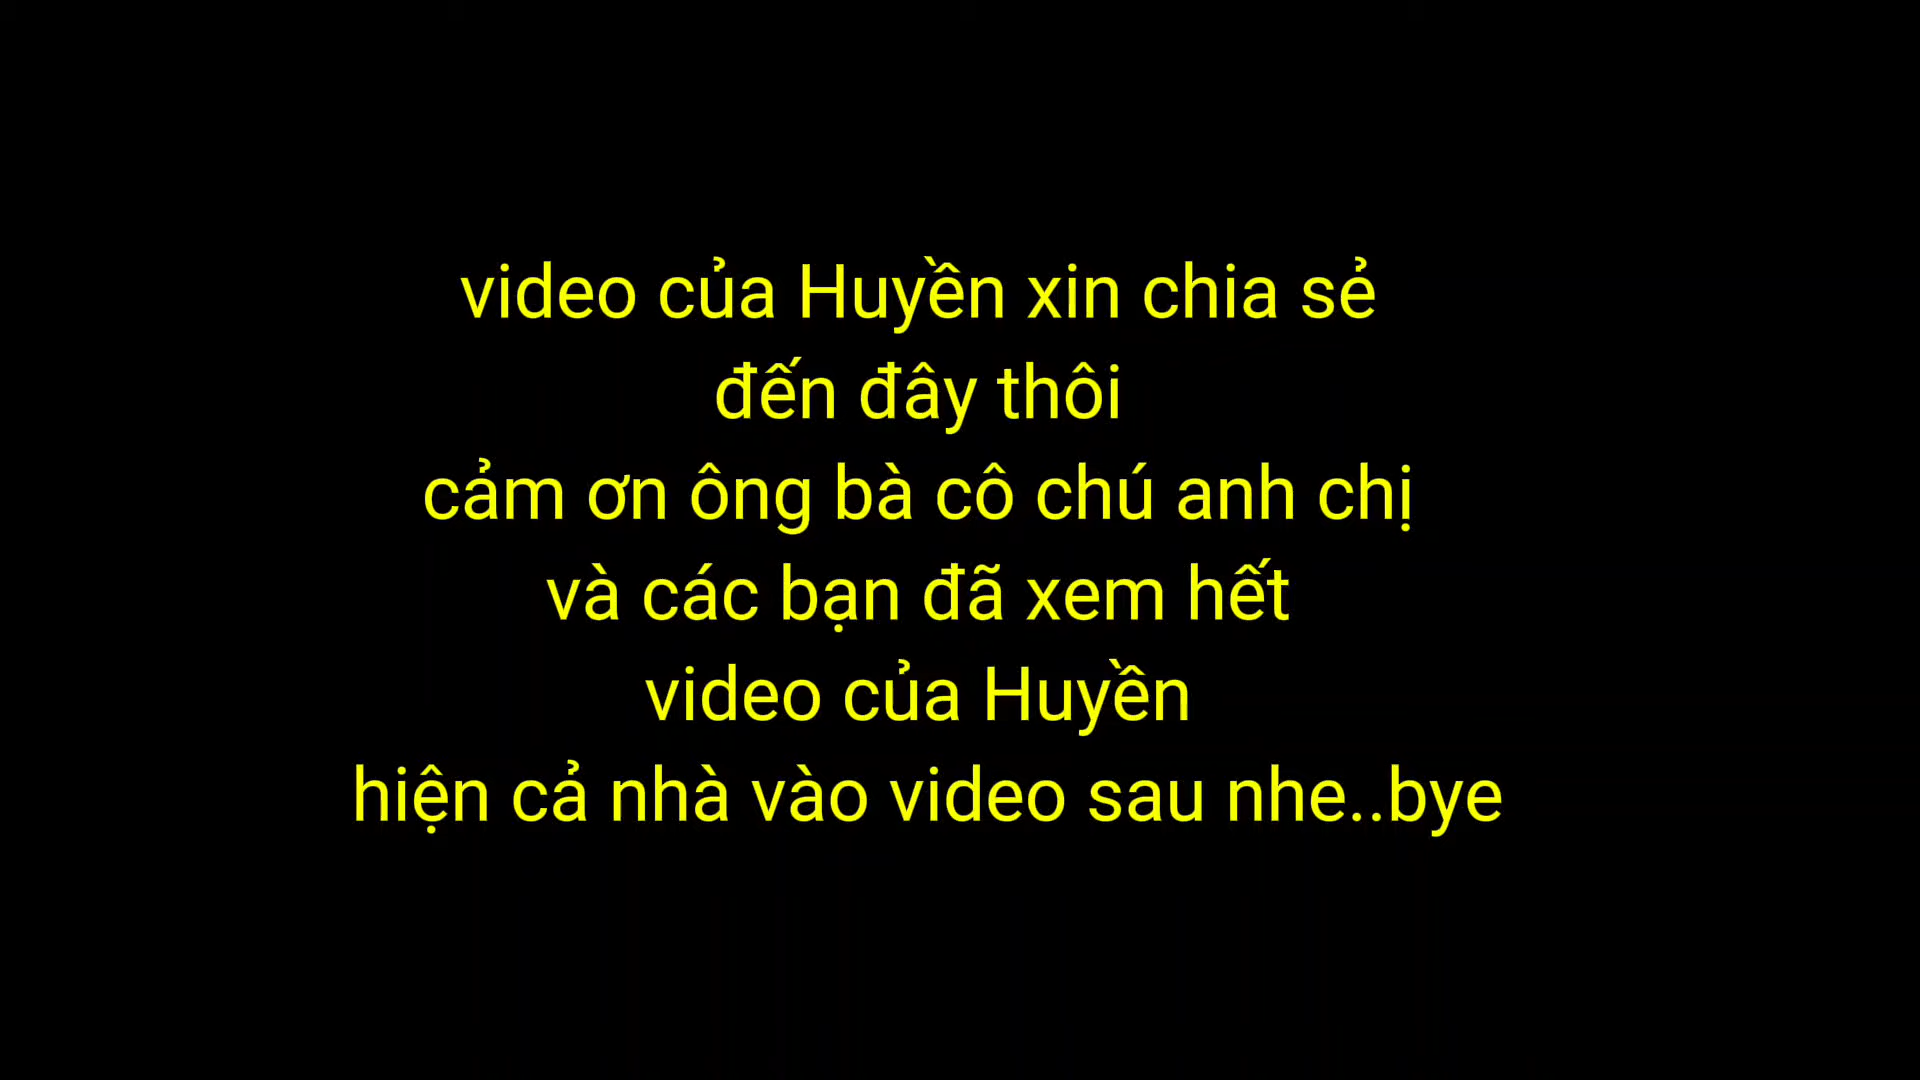 video của Huyền xin chia sẻ
đến đây thôi
cảm ơn ông bà cô chú anh chị
và các bạn đã xem hết
video của Huyền
hiện cả nhà vào video sau nhe..bye